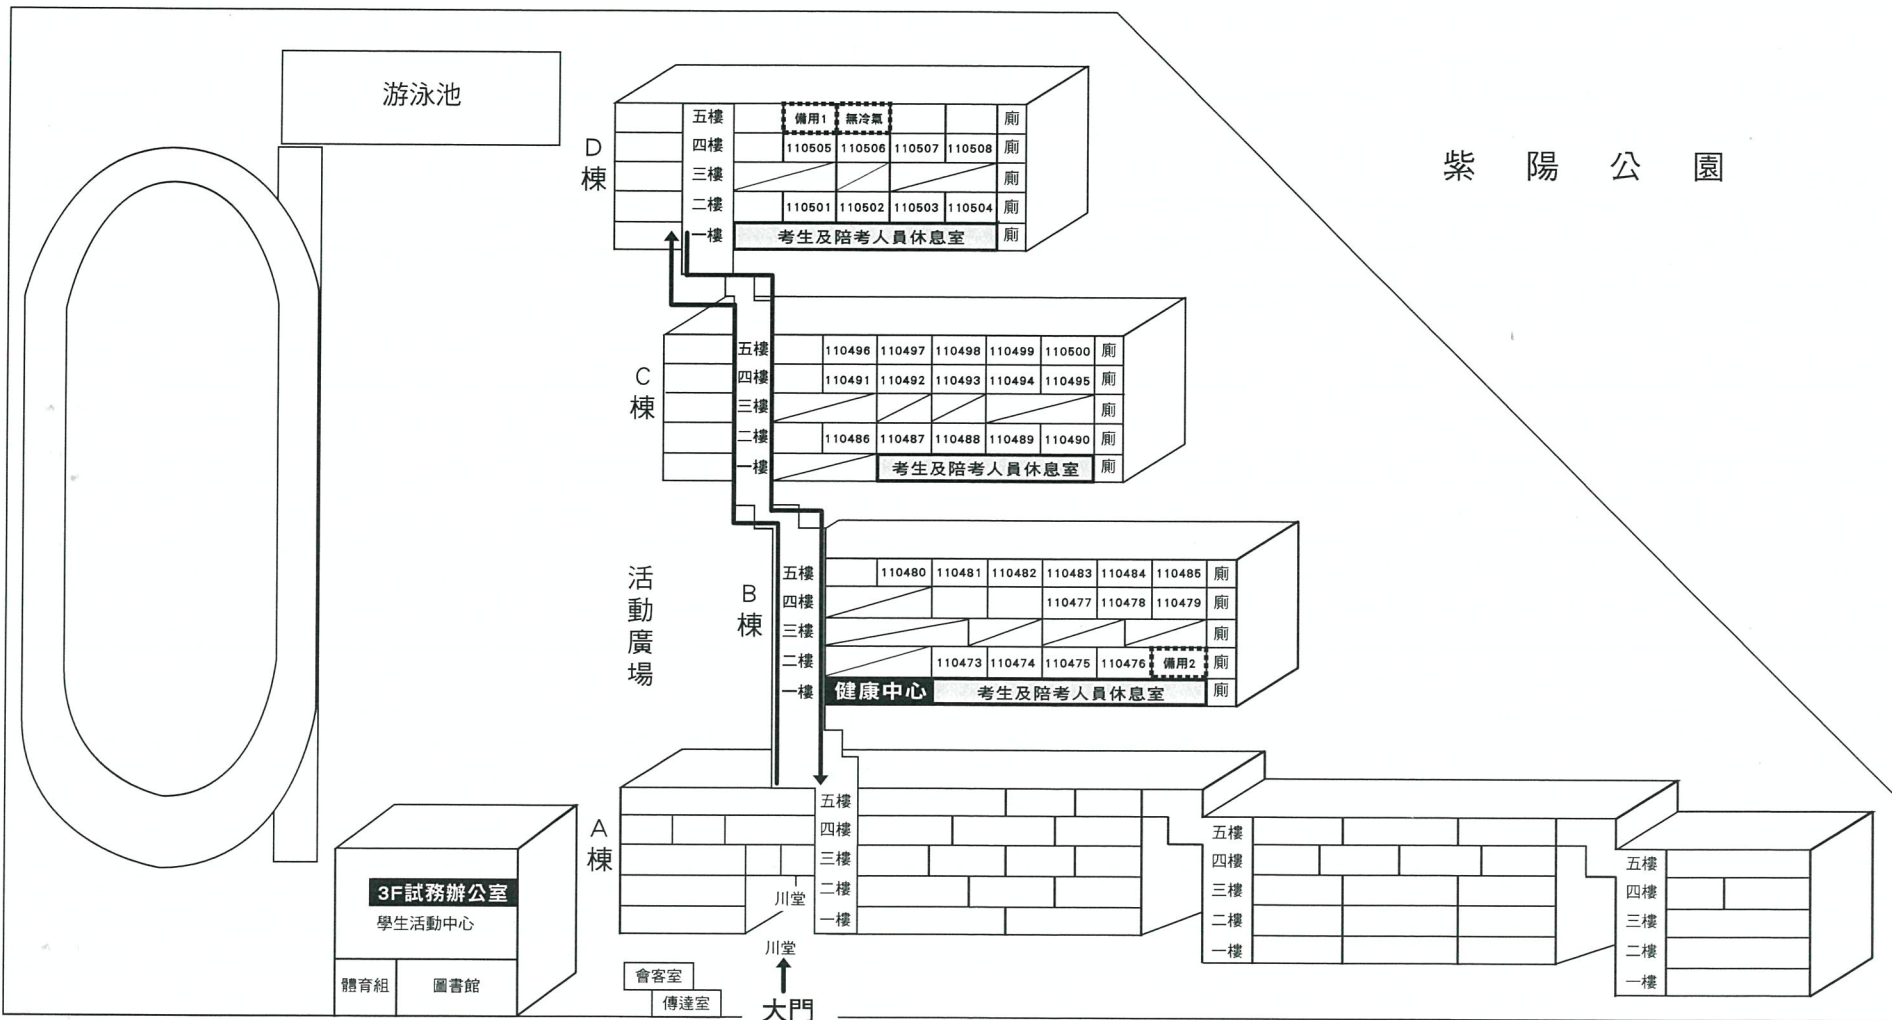 游泳池
紫陽公園
D棟
五樓 備用1 無冷氣 廁
四樓 110505 110506 110507 110508 廁
三樓 廁
二樓 110501 110502 110503 110504 廁
一樓 考生及陪考人員休息室 廁
C棟
五樓 110496 110497 110498 110499 110500 廁
四樓 110491 110492 110493 110494 110495 廁
三樓 廁
二樓 110486 110487 110488 110489 110490 廁
一樓 考生及陪考人員休息室 廁
活動廣場
B棟
五樓 110480 110481 110482 110483 110484 110485 廁
四樓 110477 110478 110479 廁
三樓 廁
二樓 110473 110474 110475 110476 備用2 廁
一樓 健康中心 考生及陪考人員休息室 廁
A棟
五樓
四樓
三樓
川堂 二樓
一樓
五樓
四樓
三樓
二樓
一樓
五樓
四樓
三樓
二樓
一樓
3F試務辦公室
學生活動中心
體育組 圖書館
川堂
會客室
傳達室
大門